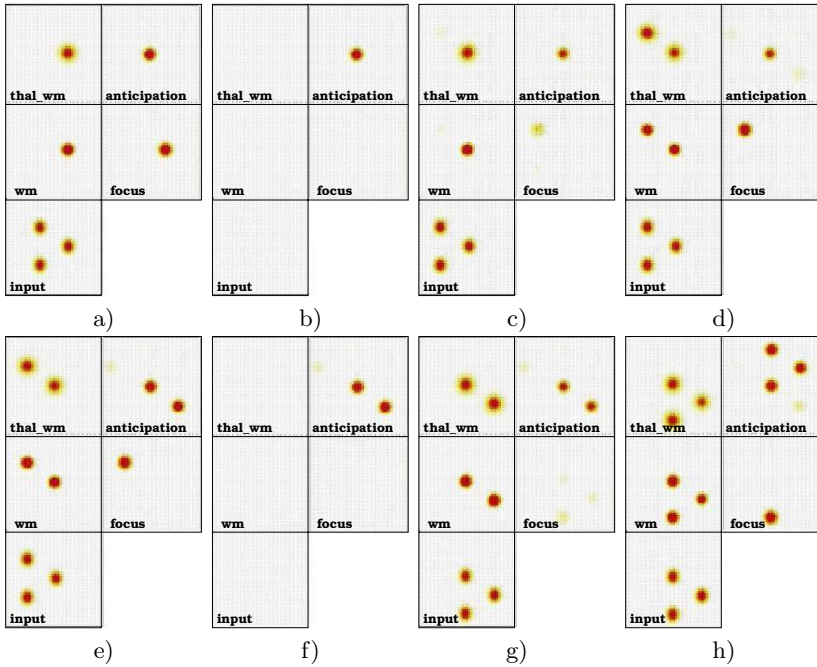 thal_wm anticipation thal_wm anticipation thal_wm anticipation thal_wm anticipation
wm focus wm focus wm focus wm focus
input input input input
a) b) c) d)
thal_wm anticipation thal_wm anticipation thal_wm anticipation thal_wm anticipation
wm focus wm focus wm focus wm focus
input input input input
e) f) g) h)